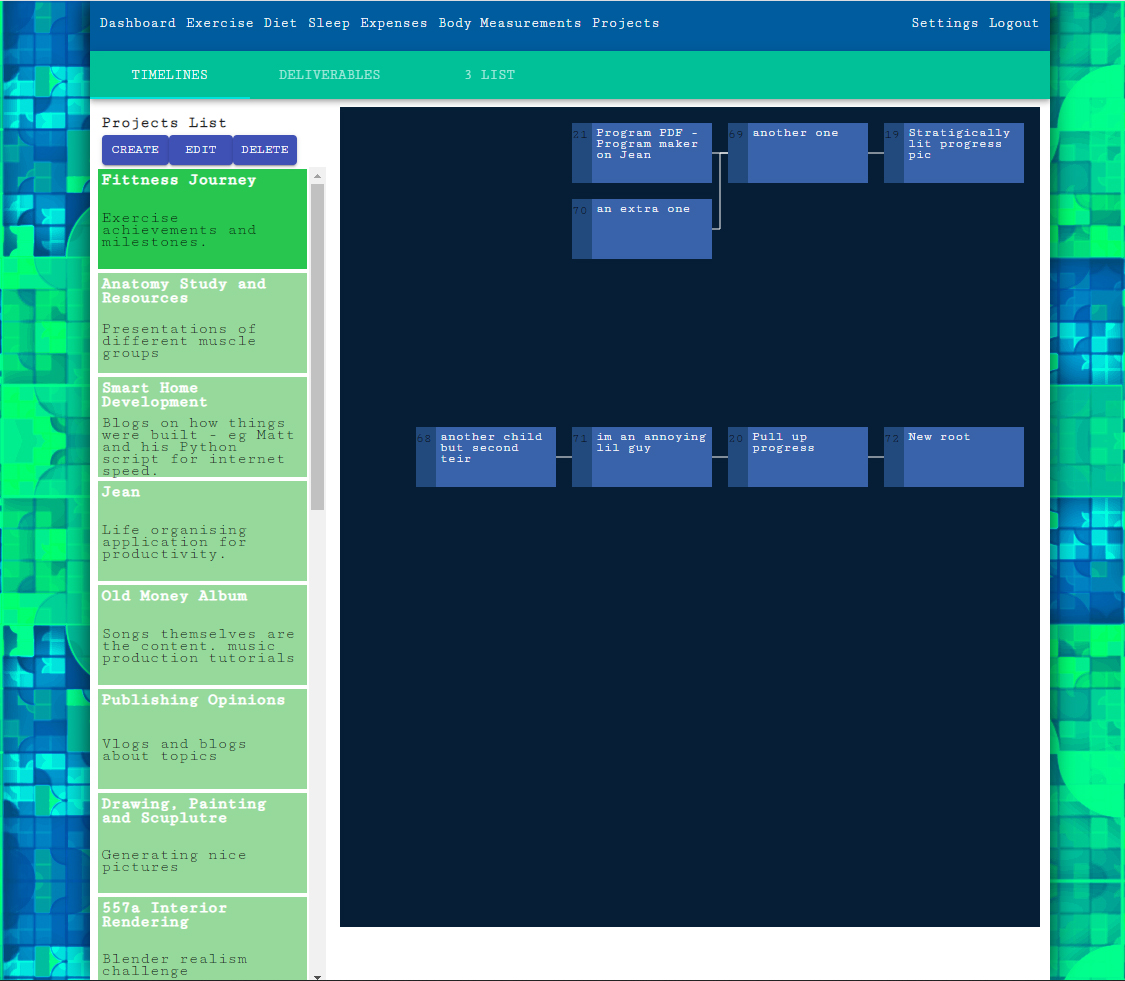 Dashboard Exercise Diet Sleep Expenses Body Measurements Projects Settings Logout
TIMELINES DELIVERABLES 3 LIST
Projects List
CREATE EDIT DELETE
Fittness Journey
Exercise
achievements and
milestones.
Anatomy Study and
Resources
Presentations of
different muscle
groups
Smart Home
Development
Blogs on how things
were built - eg Matt
and his Python
script for internet
speed.
Jean
Life organising
application for
productivity.
Old Money Album
Songs themselves are
the content. music
production tutorials
Publishing Opinions
Vlogs and blogs
about topics
Drawing, Painting
and Scuplutre
Generating nice
pictures
557a Interior
Rendering
Blender realism
challenge
21
Program PDF -
Program maker
on Jean
69
another one
19
Stratigically
lit progress
pic
70
an extra one
68
another child
but second
teir
71
im an annoying
lil guy
20
Pull up
progress
72
New root